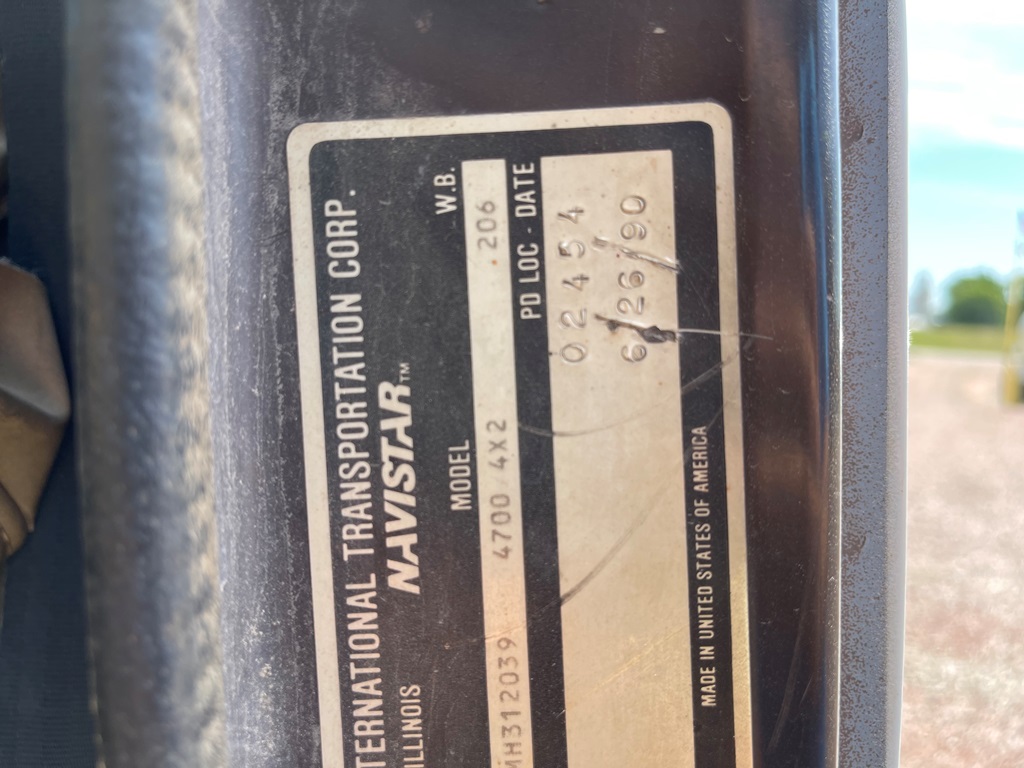 TERNATIONAL TRANSPORTATION CORP.
ILLINOIS NAVISTAR™
MODEL W.B.
MH312039 4700 4X2 206
PD LOC - DATE
02454
6/26/90
MADE IN UNITED STATES OF AMERICA